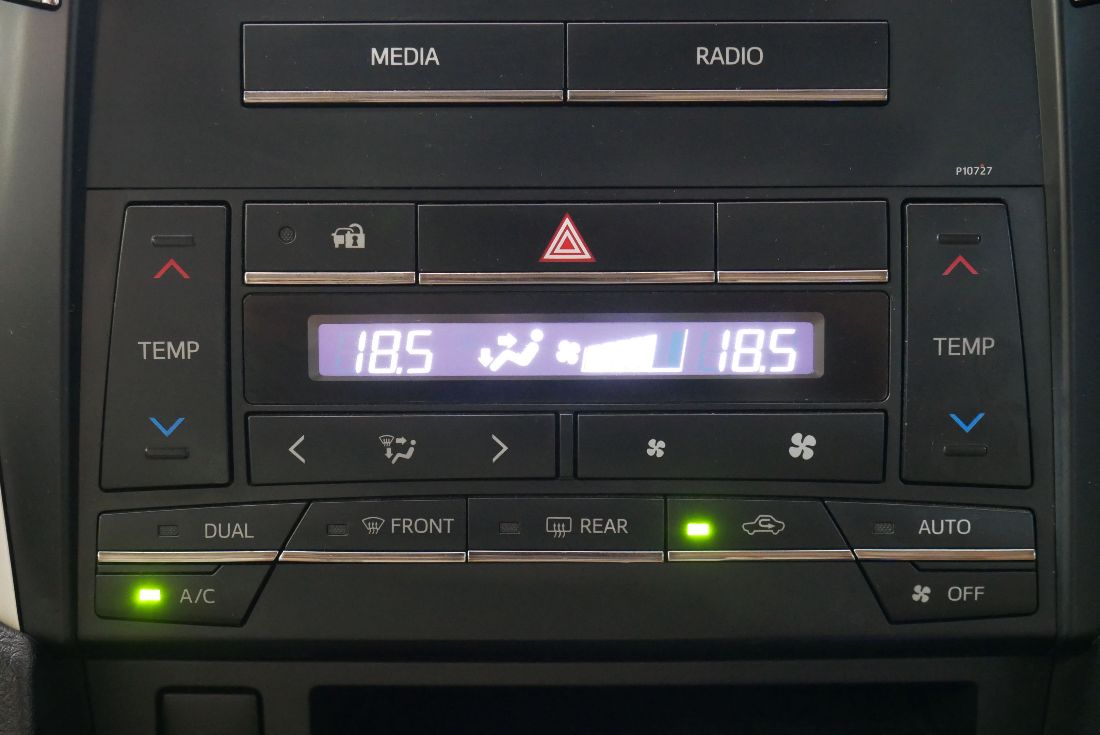 MEDIA RADIO
P10727
TEMP 18.5 18.5 TEMP
DUAL FRONT REAR AUTO
A/C OFF